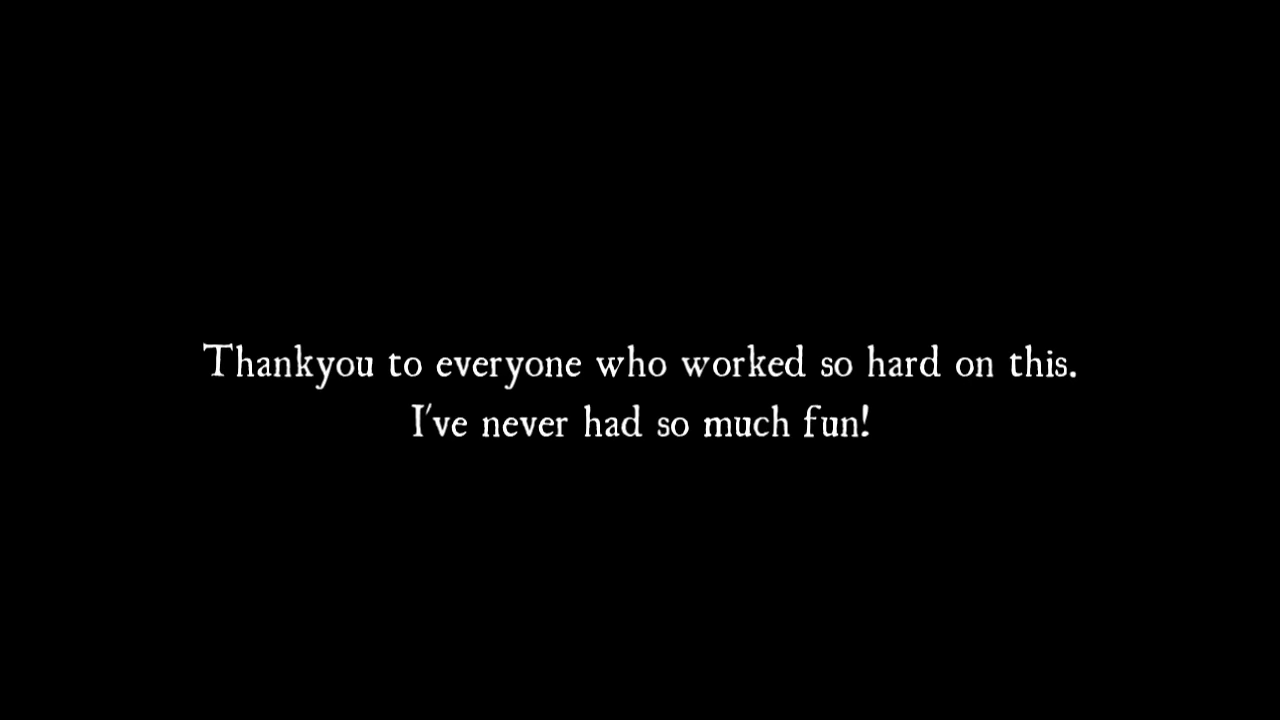 Thankyou to everyone who worked so hard on this.
I've never had so much fun!